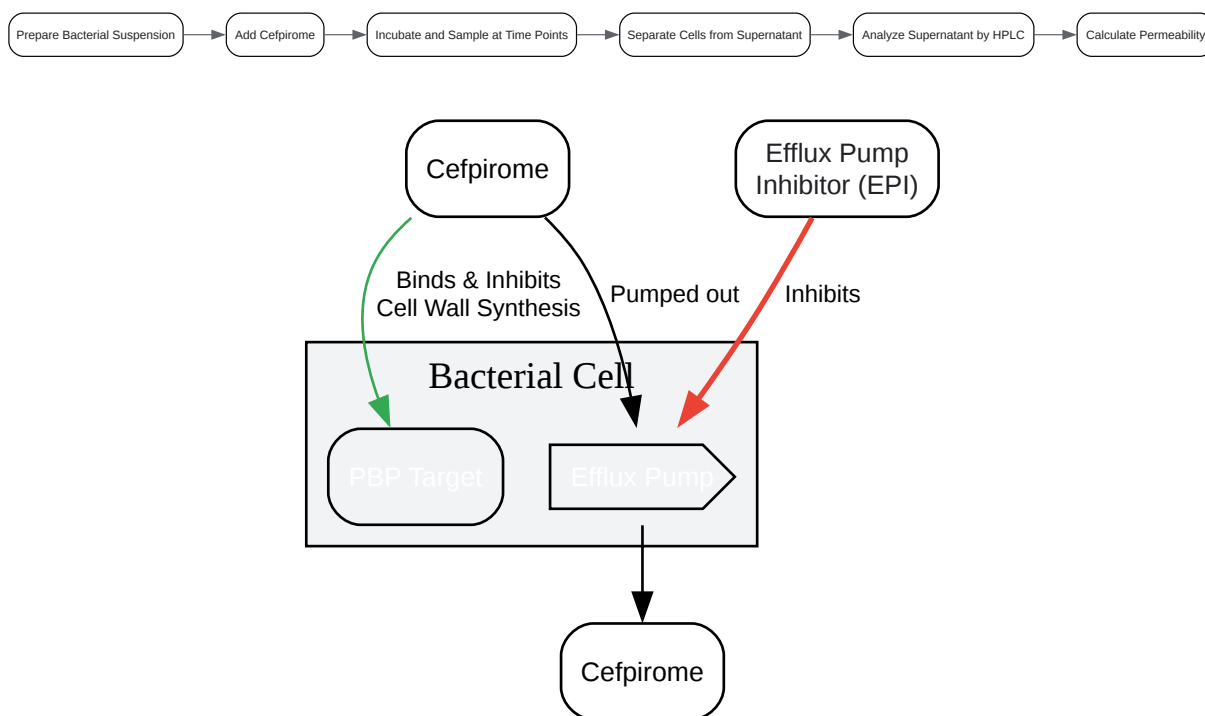 Prepare Bacterial Suspension
Add Cefpirome
Incubate and Sample at Time Points
Separate Cells from Supernatant
Analyze Supernatant by HPLC
Calculate Permeability
Cefpirome
Efflux Pump
Inhibitor (EPI)
Binds & Inhibits
Cell Wall Synthesis
Pumped out
Inhibits
Bacterial Cell
PBP Target
Efflux Pump
Cefpirome